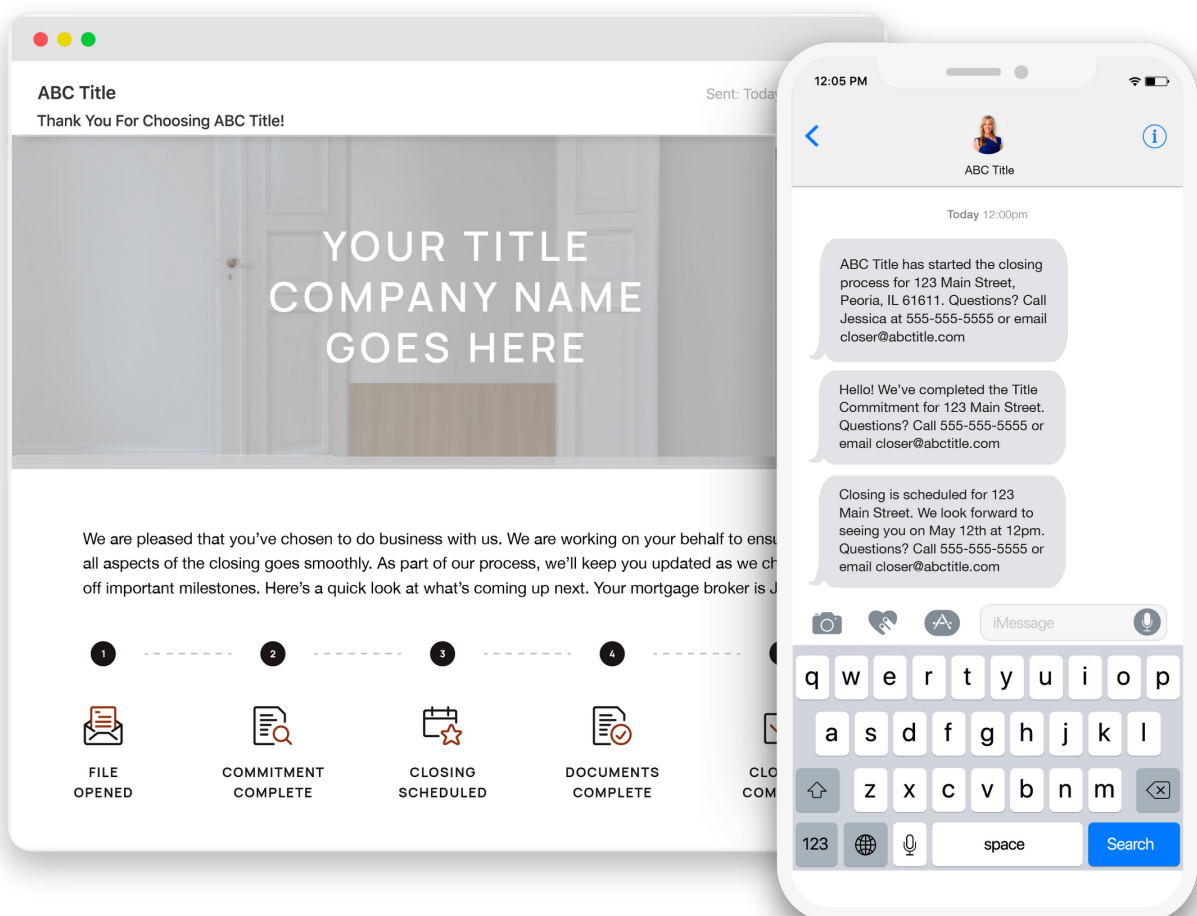 ABC Title
Sent: Today
Thank You For Choosing ABC Title!
YOUR TITLE
COMPANY NAME
GOES HERE
We are pleased that you've chosen to do business with us. We are working on your behalf to
all aspects of the closing goes smoothly. As part of our process, we'll keep you updated as we
off important milestones. Here's a quick look at what's coming up next. Your mortgage broker is
1
2
3
4
FILE
OPENED
COMMITMENT
COMPLETE
CLOSING
SCHEDULED
DOCUMENTS
COMPLETE
12:05 PM
ABC Title
Today 12:00pm
ABC Title has started the closing
process for 123 Main Street,
Peoria, IL 61611. Questions? Call
Jessica at 555-555-5555 or email
closer@abctitle.com
Hello! We've completed the Title
Commitment for 123 Main Street.
Questions? Call 555-555-5555 or
email closer@abctitle.com
Closing is scheduled for 123
Main Street. We look forward to
seeing you on May 12th at 12pm.
Questions? Call 555-555-5555 or
email closer@abctitle.com
iMessage
q w e r t y u i o p
a s d f g h j k l
z x c v b n m
123 space Search